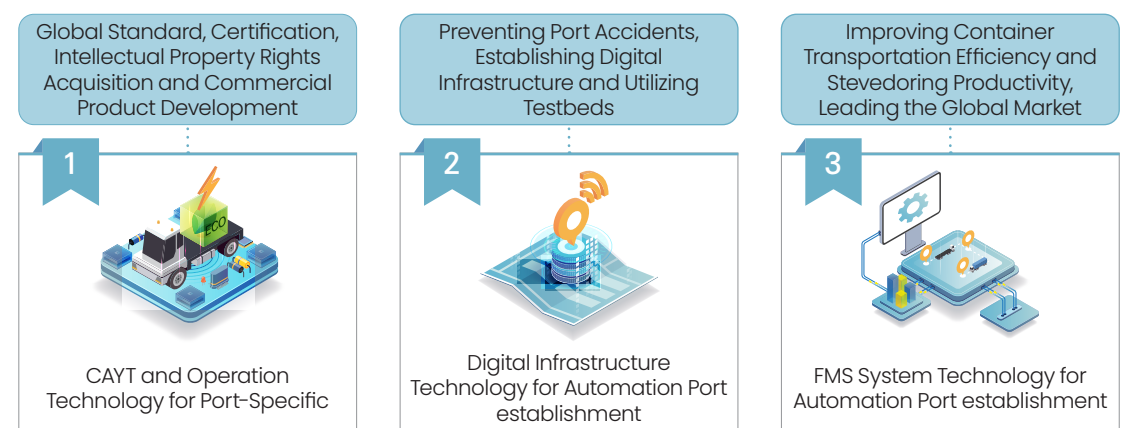 Global Standard, Certification,
Intellectual Property Rights
Acquisition and Commercial
Product Development
1
ECO
CAYT and Operation
Technology for Port-Specific
Preventing Port Accidents,
Establishing Digital
Infrastructure and Utilizing
Testbeds
2
Digital Infrastructure
Technology for Automation Port
establishment
Improving Container
Transportation Efficiency and
Stevedoring Productivity,
Leading the Global Market
3
FMS System Technology for
Automation Port establishment